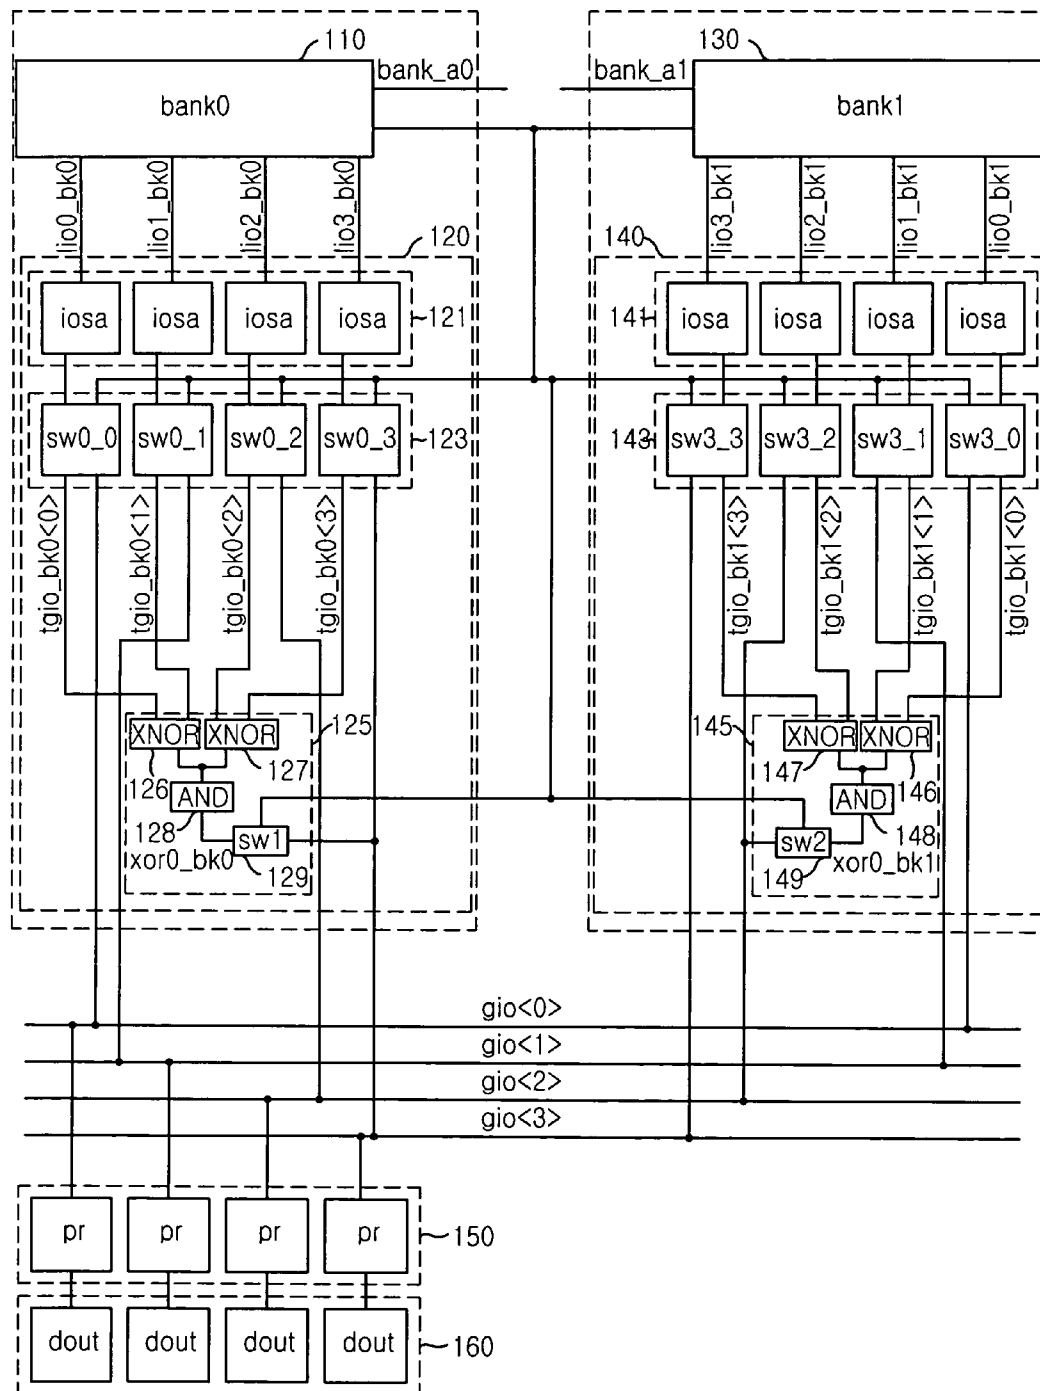 110
130
bank_a0
bank_a1
bank0
bank1
lio0_bk0
lio1_bk0
lio2_bk0
lio3_bk0
lio3_bk1
lio2_bk1
lio1_bk1
lio0_bk1
120
140
iosa
iosa
iosa
iosa
121
141
iosa
iosa
iosa
iosa
sw0_0
sw0_1
sw0_2
sw0_3
123
143
sw3_3
sw3_2
sw3_1
sw3_0
tgio_bk0<0>
tgio_bk0<1>
tgio_bk0<2>
tgio_bk0<3>
tgio_bk1<3>
tgio_bk1<2>
tgio_bk1<1>
tgio_bk1<0>
XNOR
XNOR
125
145
XNOR
XNOR
126
127
147
146
AND
AND
128
148
sw1
sw2
xor0_bk0
129
149
xor0_bk1
gio<0>
gio<1>
gio<2>
gio<3>
pr
pr
pr
pr
150
dout
dout
dout
dout
160